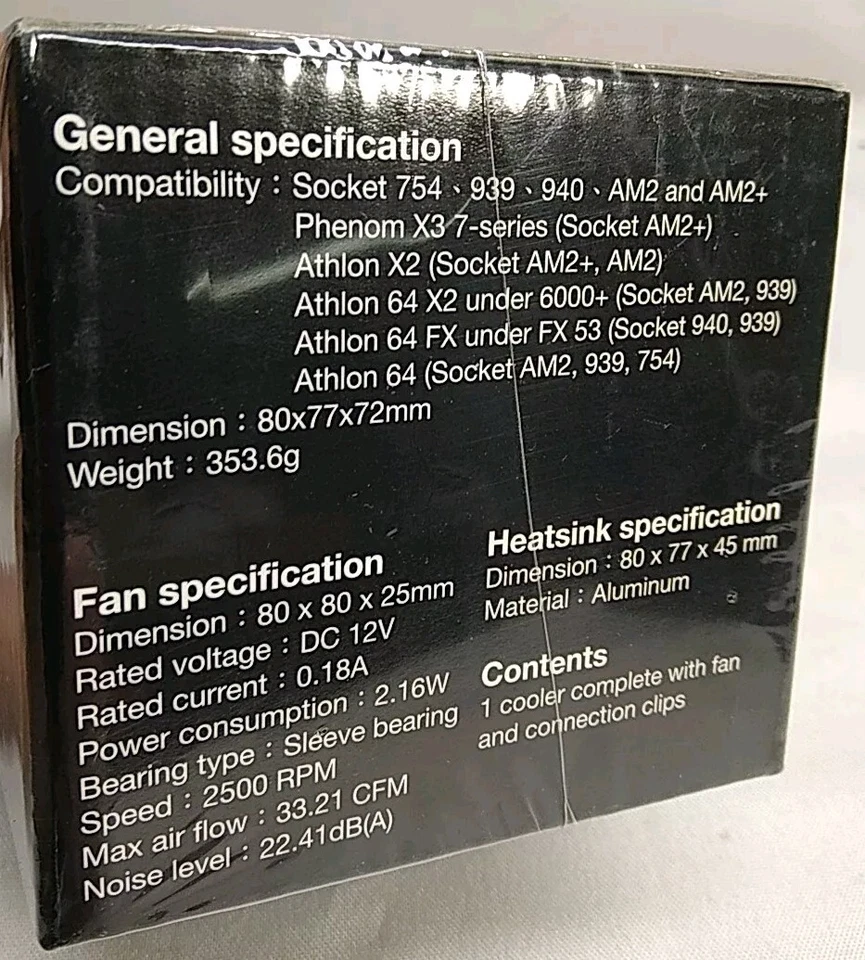 General specification
Compatibility：Socket 754、939、940、AM2 and AM2+
Phenom X3 7-series (Socket AM2+)
Athlon X2 (Socket AM2+, AM2)
Athlon 64 X2 under 6000+ (Socket AM2, 939)
Athlon 64 FX under FX 53 (Socket 940, 939)
Athlon 64 (Socket AM2, 939, 754)
Dimension：80x77x72mm
Weight：353.6g
Fan specification
Dimension：80 x 80 x 25mm
Rated voltage：DC 12V
Rated current：0.18A
Power consumption：2.16W
Bearing type：Sleeve bearing
Speed：2500 RPM
Max air flow：33.21 CFM
Noise level：22.41dB(A)
Heatsink specification
Dimension：80 x 77 x 45 mm
Material：Aluminum
Contents
1 cooler complete with fan
and connection clips